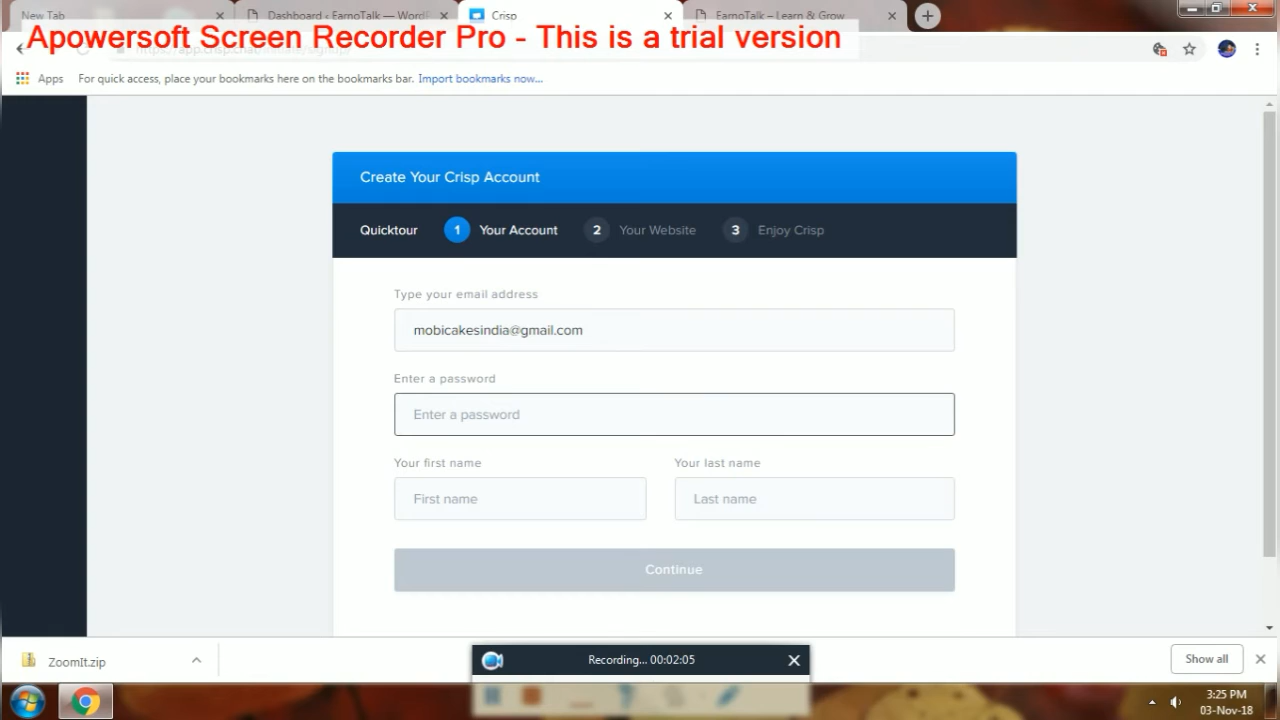 New Tab
Dashboard ‹ EarnoTalk — WordP
Crisp
EarnoTalk – Learn & Grow
Apowersoft Screen Recorder Pro - This is a trial version
Apps
For quick access, place your bookmarks here on the bookmarks bar. Import bookmarks now...
Create Your Crisp Account
Quicktour 1 Your Account 2 Your Website 3 Enjoy Crisp
Type your email address
mobicakesindia@gmail.com
Enter a password
Enter a password
Your first name Your last name
First name Last name
Continue
ZoomIt.zip
Recording... 00:02:05
Show all
3:25 PM
03-Nov-18